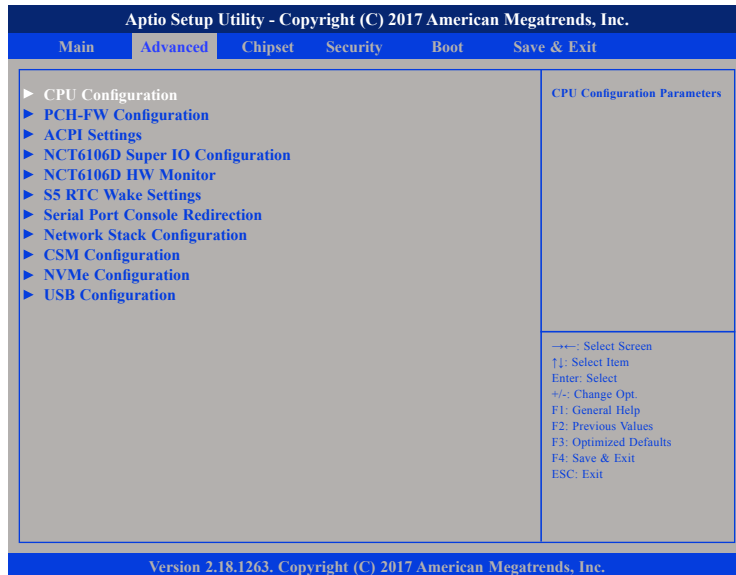 Aptio Setup Utility - Copyright (C) 2017 American Megatrends, Inc.
Main Advanced Chipset Security Boot Save & Exit
► CPU Configuration
► PCH-FW Configuration
► ACPI Settings
► NCT6106D Super IO Configuration
► NCT6106D HW Monitor
► S5 RTC Wake Settings
► Serial Port Console Redirection
► Network Stack Configuration
► CSM Configuration
► NVMe Configuration
► USB Configuration
CPU Configuration Parameters
→←: Select Screen
↑↓: Select Item
Enter: Select
+/-: Change Opt.
F1: General Help
F2: Previous Values
F3: Optimized Defaults
F4: Save & Exit
ESC: Exit
Version 2.18.1263. Copyright (C) 2017 American Megatrends, Inc.